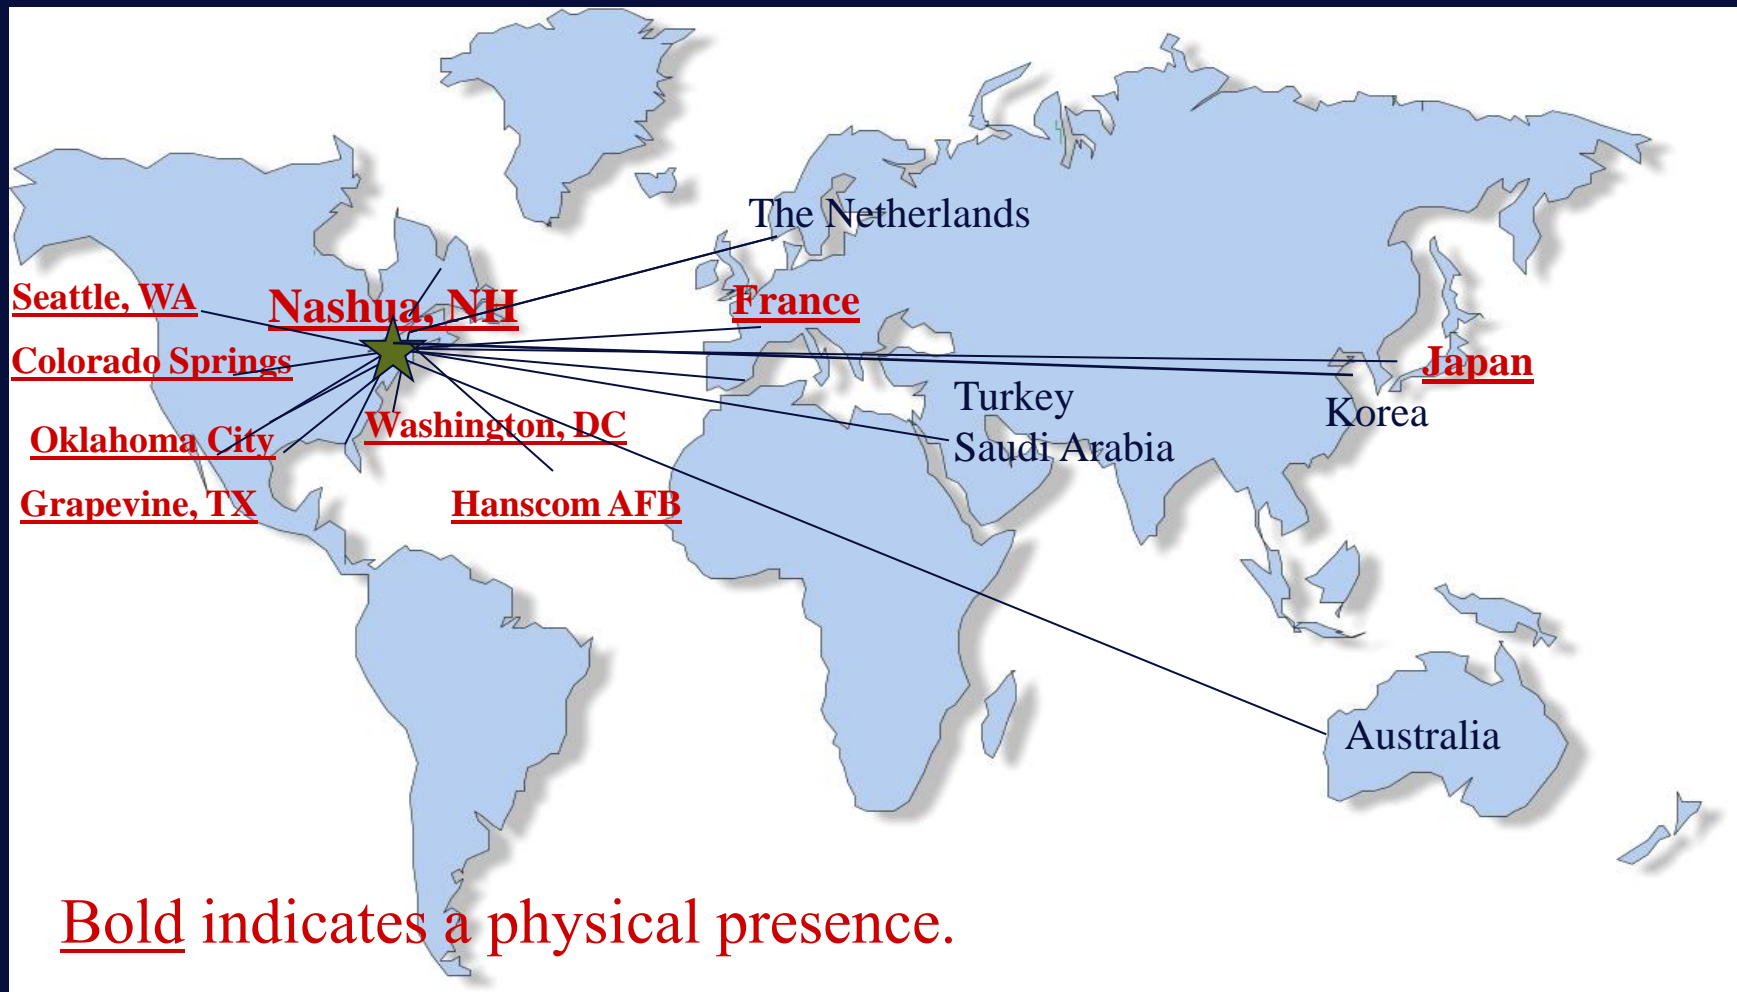 The Netherlands
Seattle, WA
Nashua, NH
France
Colorado Springs
Japan
Turkey
Korea
Oklahoma City
Washington, DC
Saudi Arabia
Grapevine, TX
Hanscom AFB
Australia
Bold indicates a physical presence.